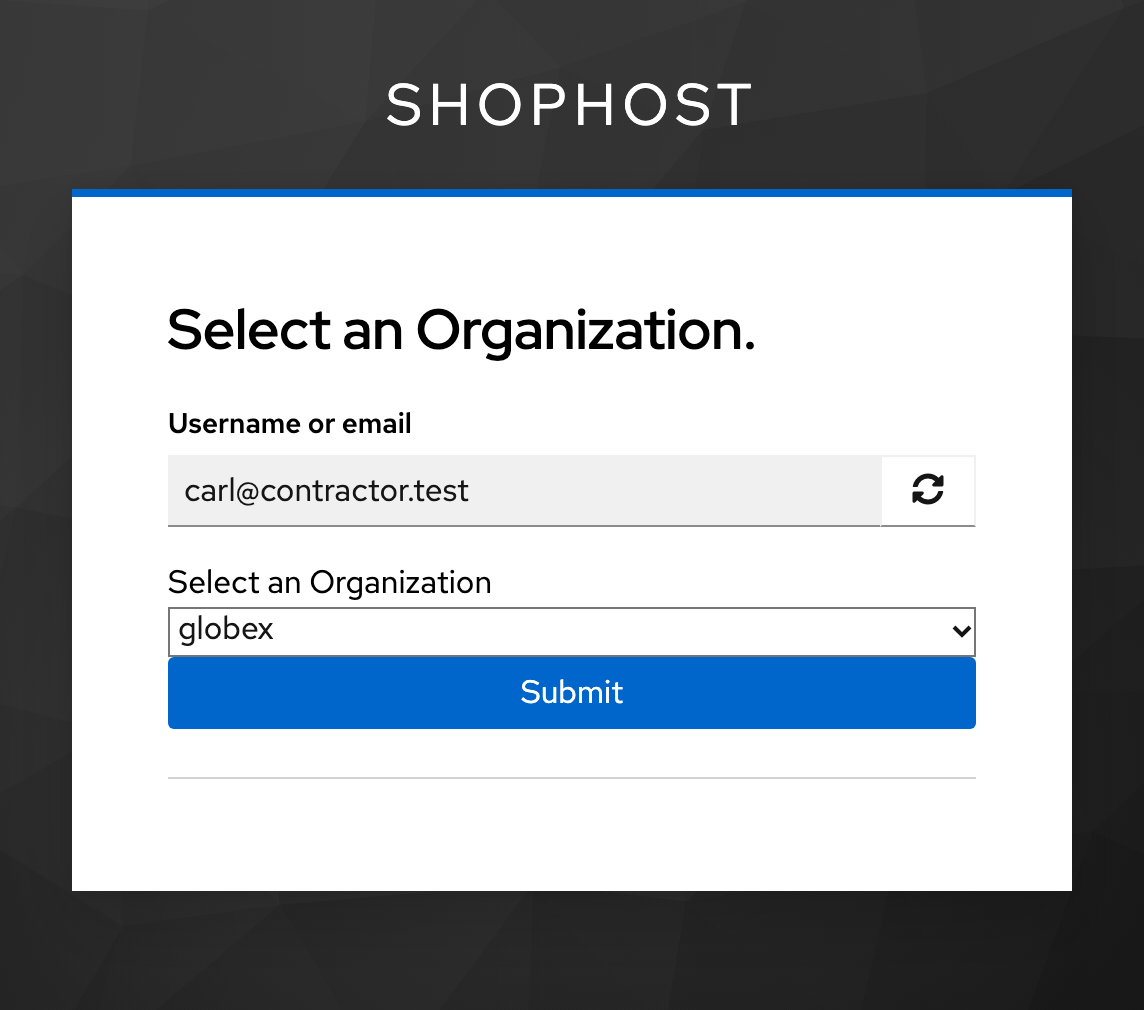 SHOPHOST
Select an Organization.
Username or email
carl@contractor.test
Select an Organization
globex
Submit